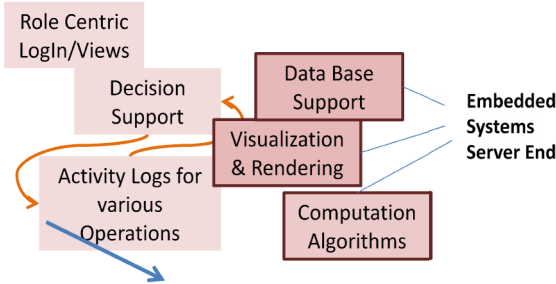 Role Centric
LogIn/Views
Decision
Support
Data Base
Support
Visualization
& Rendering
Activity Logs for
various
Operations
Computation
Algorithms
Embedded
Systems
Server End